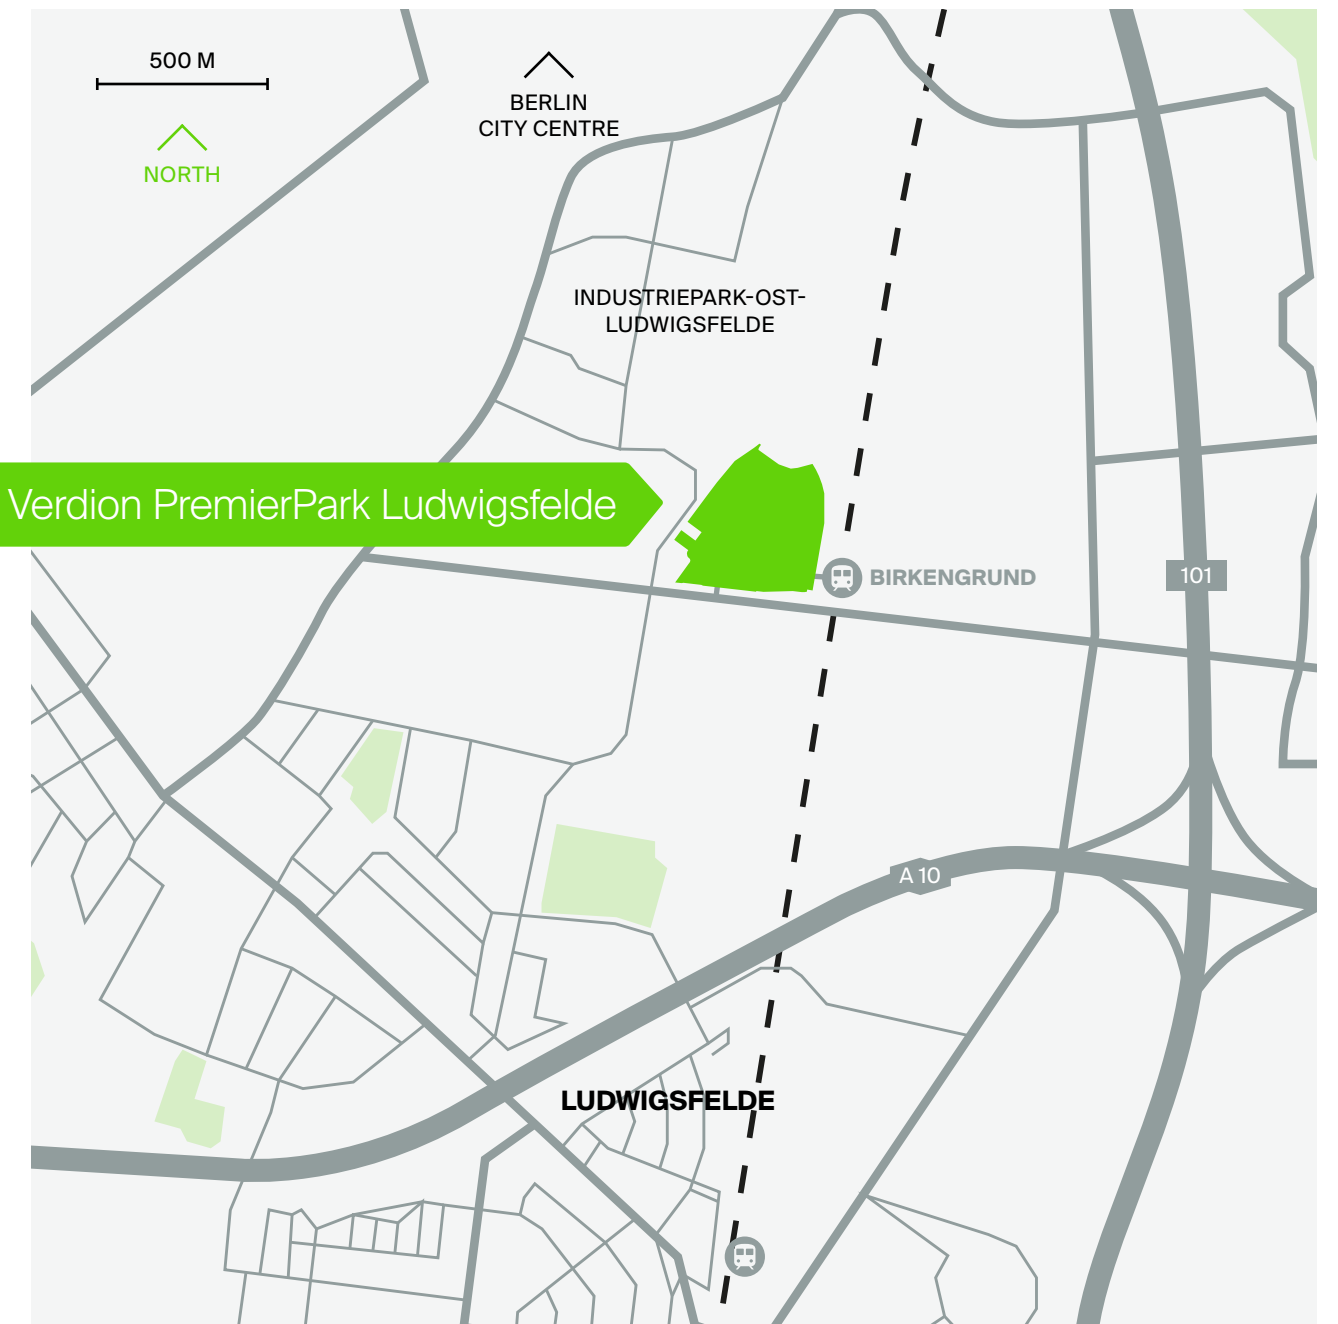 500 M
NORTH
BERLIN
CITY CENTRE
INDUSTRIEPARK-OST-
LUDWIGSFELDE
Verdion PremierPark Ludwigsfelde
BIRKENGRUND
101
A 10
LUDWIGSFELDE